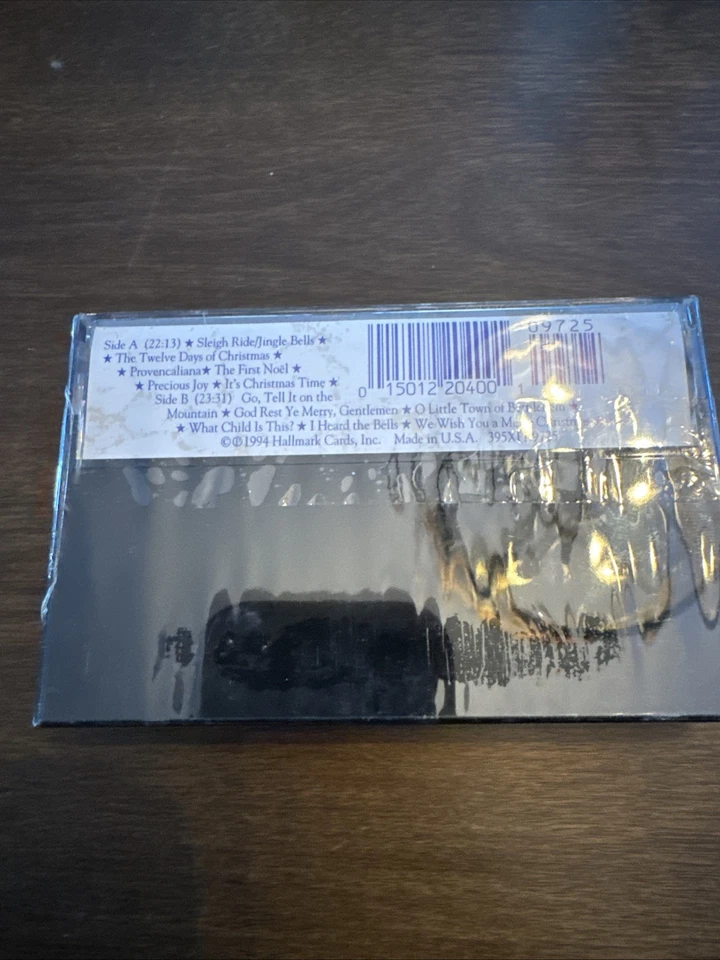 Side A (22:13) ★ Sleigh Ride/Jingle Bells ★
★ The Twelve Days of Christmas ★
★ Provencaliana ★ The First Noël ★
★ Precious Joy ★ It's Christmas Time ★
Side B (23:31) Go, Tell It on the
Mountain ★ God Rest Ye Merry, Gentlemen ★ O Little Town of Bethlehem
★ What Child Is This? ★ I Heard the Bells ★ We Wish You a
©℗1994 Hallmark Cards, Inc. Made in U.S.A.
69725
0 15012 20400 1